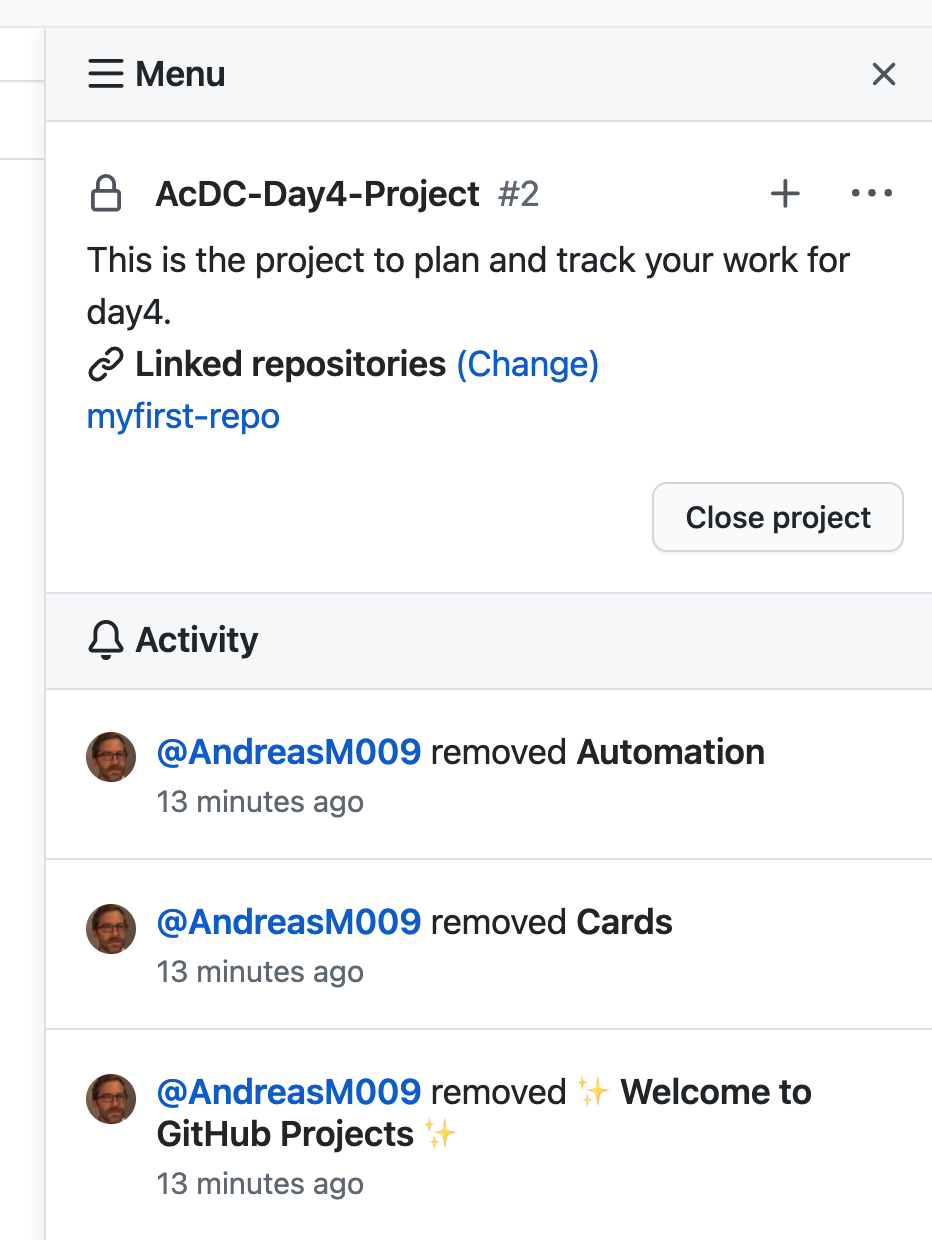 Menu
AcDC-Day4-Project #2
This is the project to plan and track your work for
day4.
Linked repositories (Change)
myfirst-repo
Close project
Activity
@AndreasM009 removed Automation
13 minutes ago
@AndreasM009 removed Cards
13 minutes ago
@AndreasM009 removed ✨ Welcome to
GitHub Projects ✨
13 minutes ago